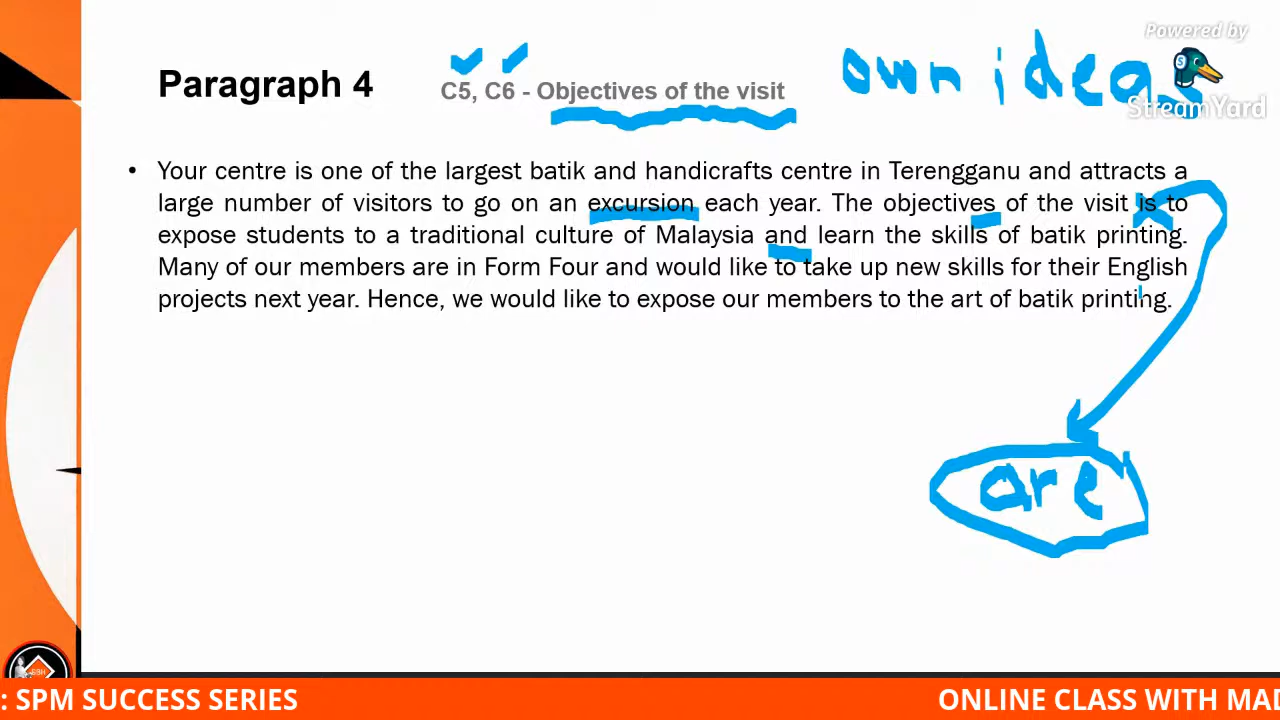 Powered by
StreamYard
Paragraph 4
C5, C6 - Objectives of the visit
own ideas
• Your centre is one of the largest batik and handicrafts centre in Terengganu and attracts a
large number of visitors to go on an excursion each year. The objectives of the visit is to
expose students to a traditional culture of Malaysia and learn the skills of batik printing.
Many of our members are in Form Four and would like to take up new skills for their English
projects next year. Hence, we would like to expose our members to the art of batik printing.
are
: SPM SUCCESS SERIES
ONLINE CLASS WITH MAD